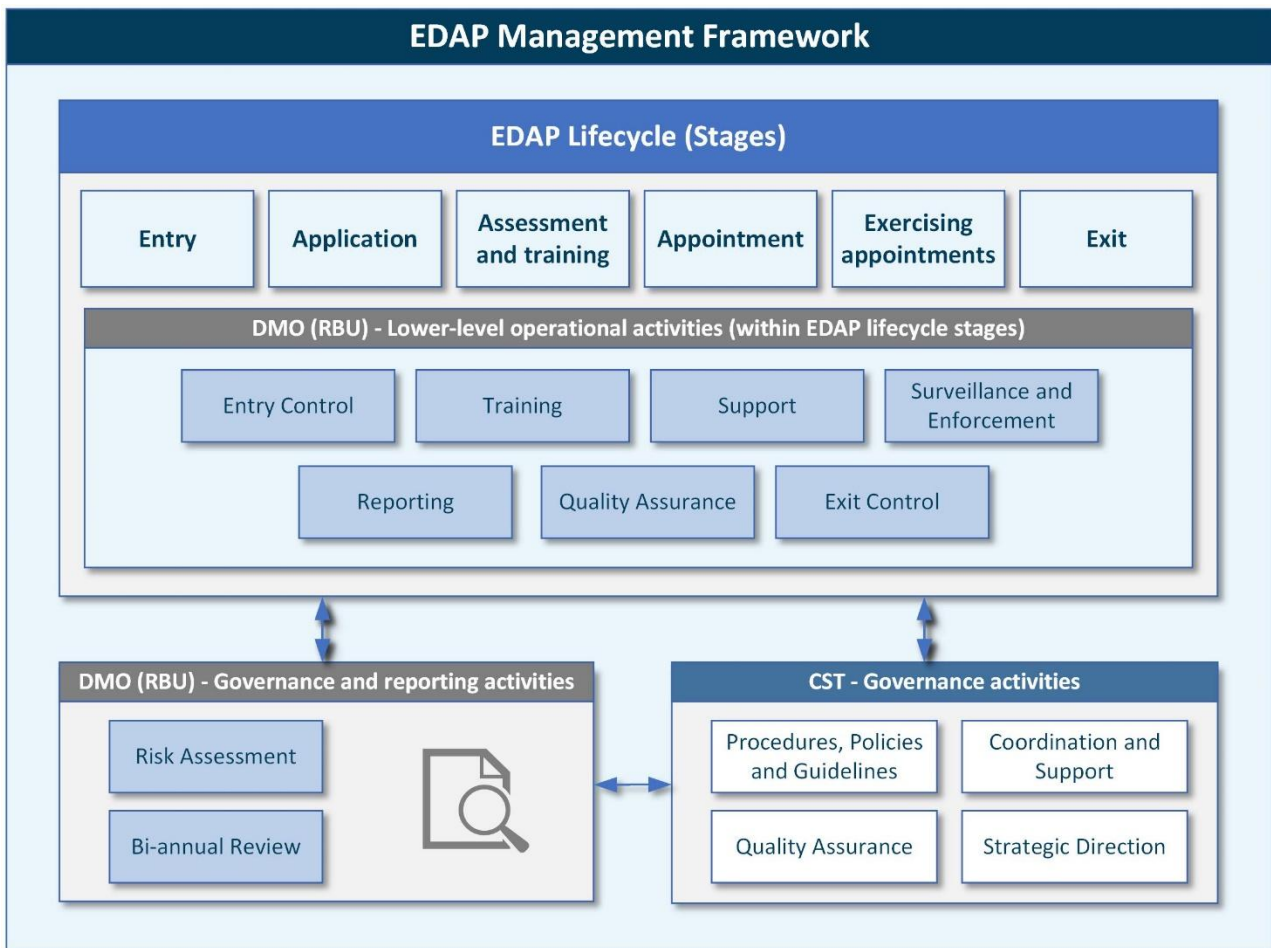 EDAP Management Framework
EDAP Lifecycle (Stages)
Entry
Application
Assessment
and training
Appointment
Exercising
appointments
Exit
DMO (RBU) - Lower-level operational activities (within EDAP lifecycle stages)
Entry Control
Training
Support
Surveillance and
Enforcement
Reporting
Quality Assurance
Exit Control
DMO (RBU) - Governance and reporting activities
Risk Assessment
Bi-annual Review
CST - Governance activities
Procedures, Policies
and Guidelines
Coordination and
Support
Quality Assurance
Strategic Direction